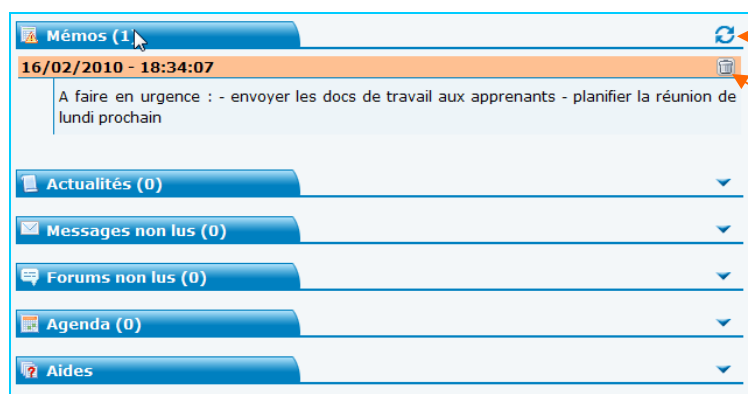 Mémos (1)
16/02/2010 - 18:34:07
A faire en urgence : - envoyer les docs de travail aux apprenants - planifier la réunion de
lundi prochain
Actualités (0)
Messages non lus (0)
Forums non lus (0)
Agenda (0)
Aides